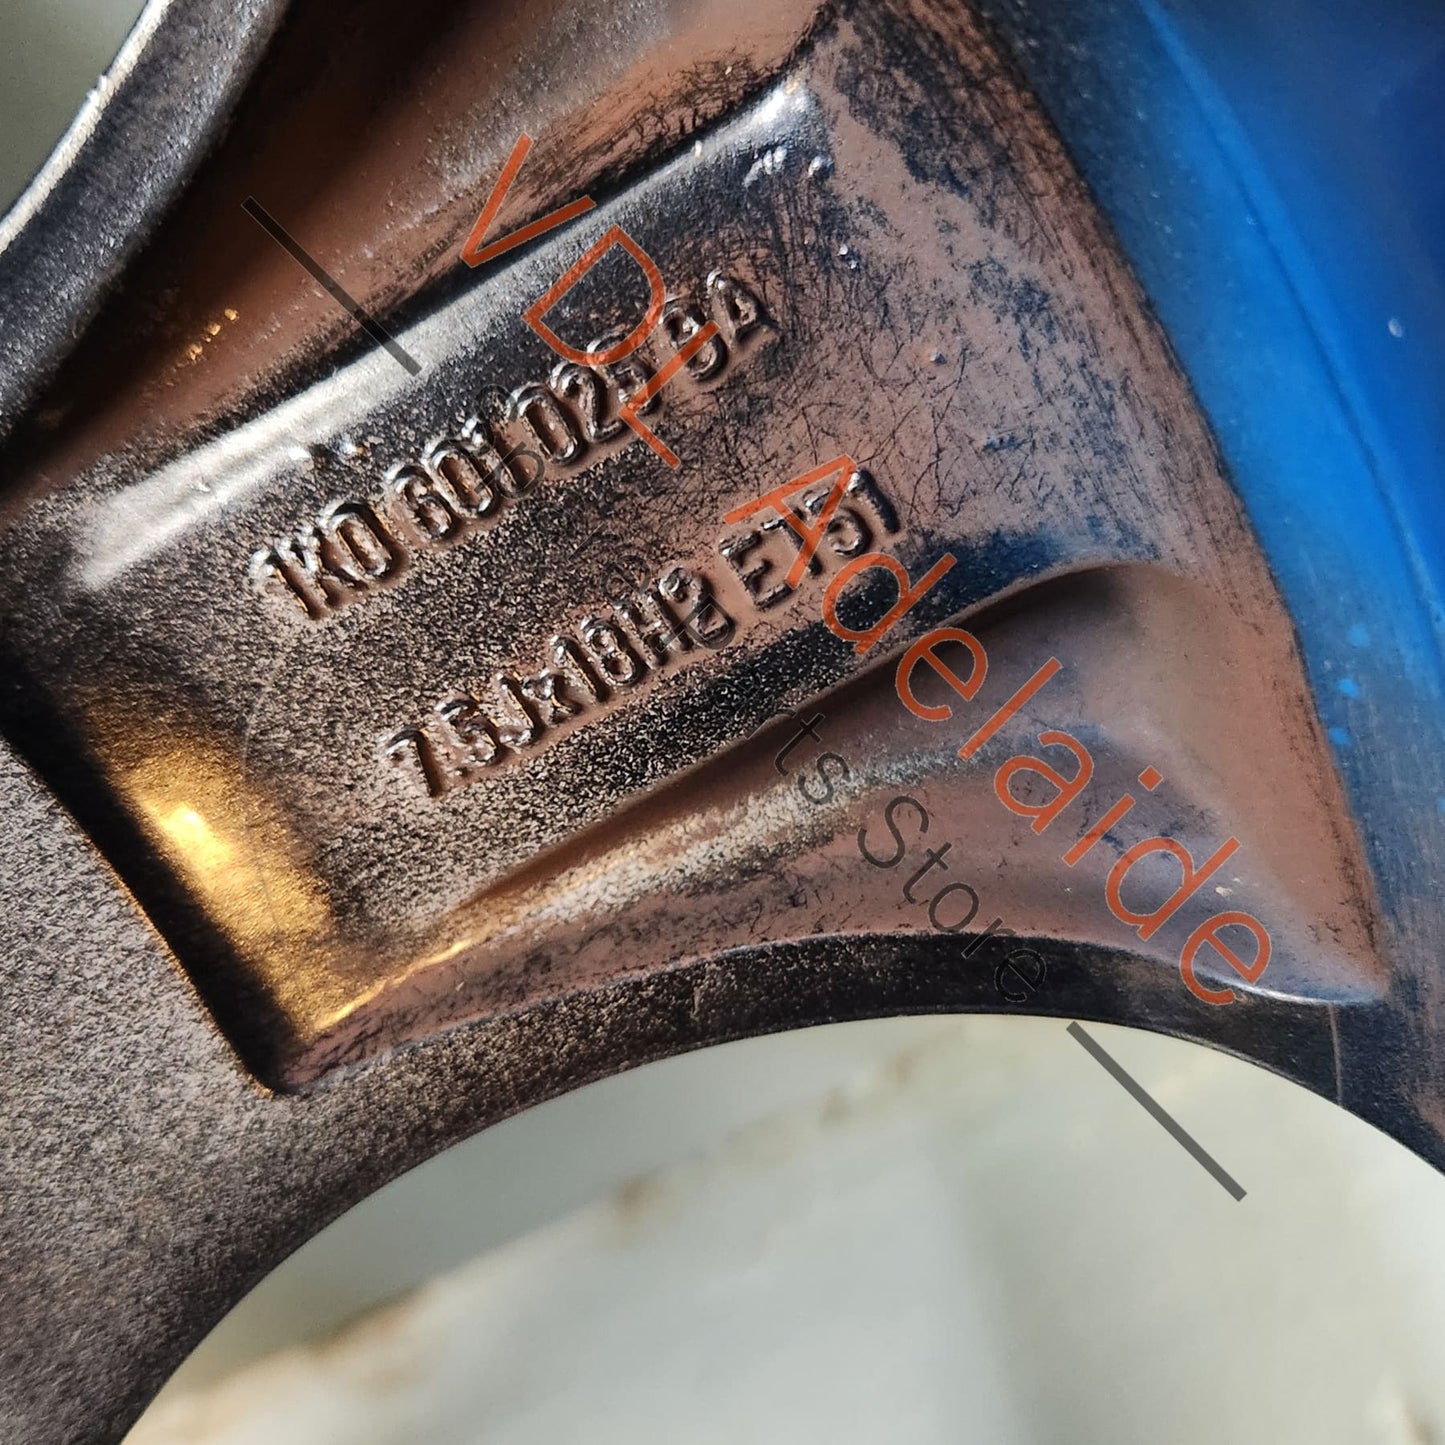 1K0 601 025 BA
7.5Jx18H2 ET51
VDL Adelaide
Parts Store